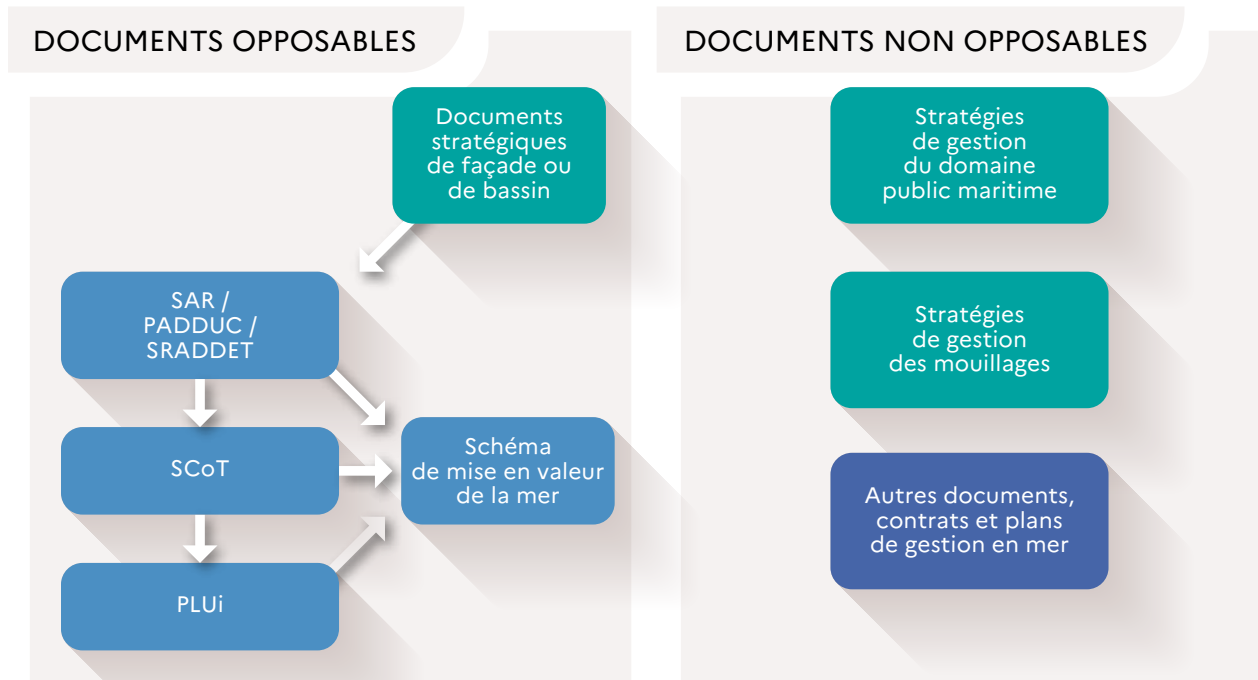 DOCUMENTS OPPOSABLES
Documents
stratégiques
de façade ou
de bassin
SAR /
PADDUC /
SRADDET
SCoT
Schéma
de mise en valeur
de la mer
PLUi
DOCUMENTS NON OPPOSABLES
Stratégies
de gestion
du domaine
public maritime
Stratégies
de gestion
des mouillages
Autres documents,
contrats et plans
de gestion en mer